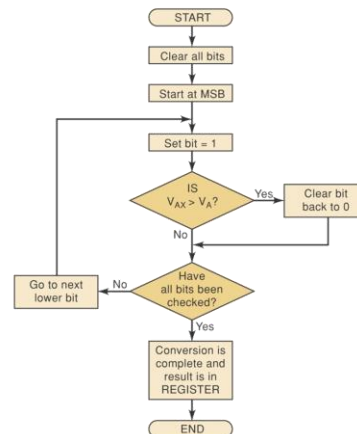 START
Clear all bits
Start at MSB
Set bit = 1
IS
VAX > VA?
Yes
Clear bit
back to 0
No
Have
all bits been
checked?
No
Go to next
lower bit
Yes
Conversion is
complete and
result is in
REGISTER
END